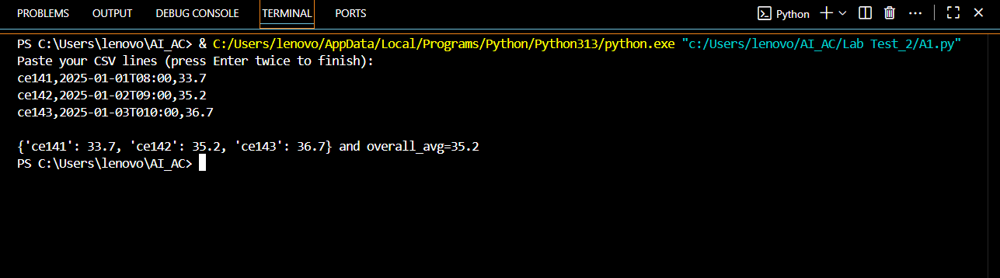 PROBLEMS OUTPUT DEBUG CONSOLE TERMINAL PORTS Python
PS C:\Users\lenovo\AI_AC> & C:/Users/lenovo/AppData/Local/Programs/Python/Python313/python.exe "c:/Users/lenovo/AI_AC/Lab Test_2/A1.py"
Paste your CSV lines (press Enter twice to finish):
ce141,2025-01-01T08:00,33.7
ce142,2025-01-02T09:00,35.2
ce143,2025-01-03T010:00,36.7
{'ce141': 33.7, 'ce142': 35.2, 'ce143': 36.7} and overall_avg=35.2
PS C:\Users\lenovo\AI_AC>